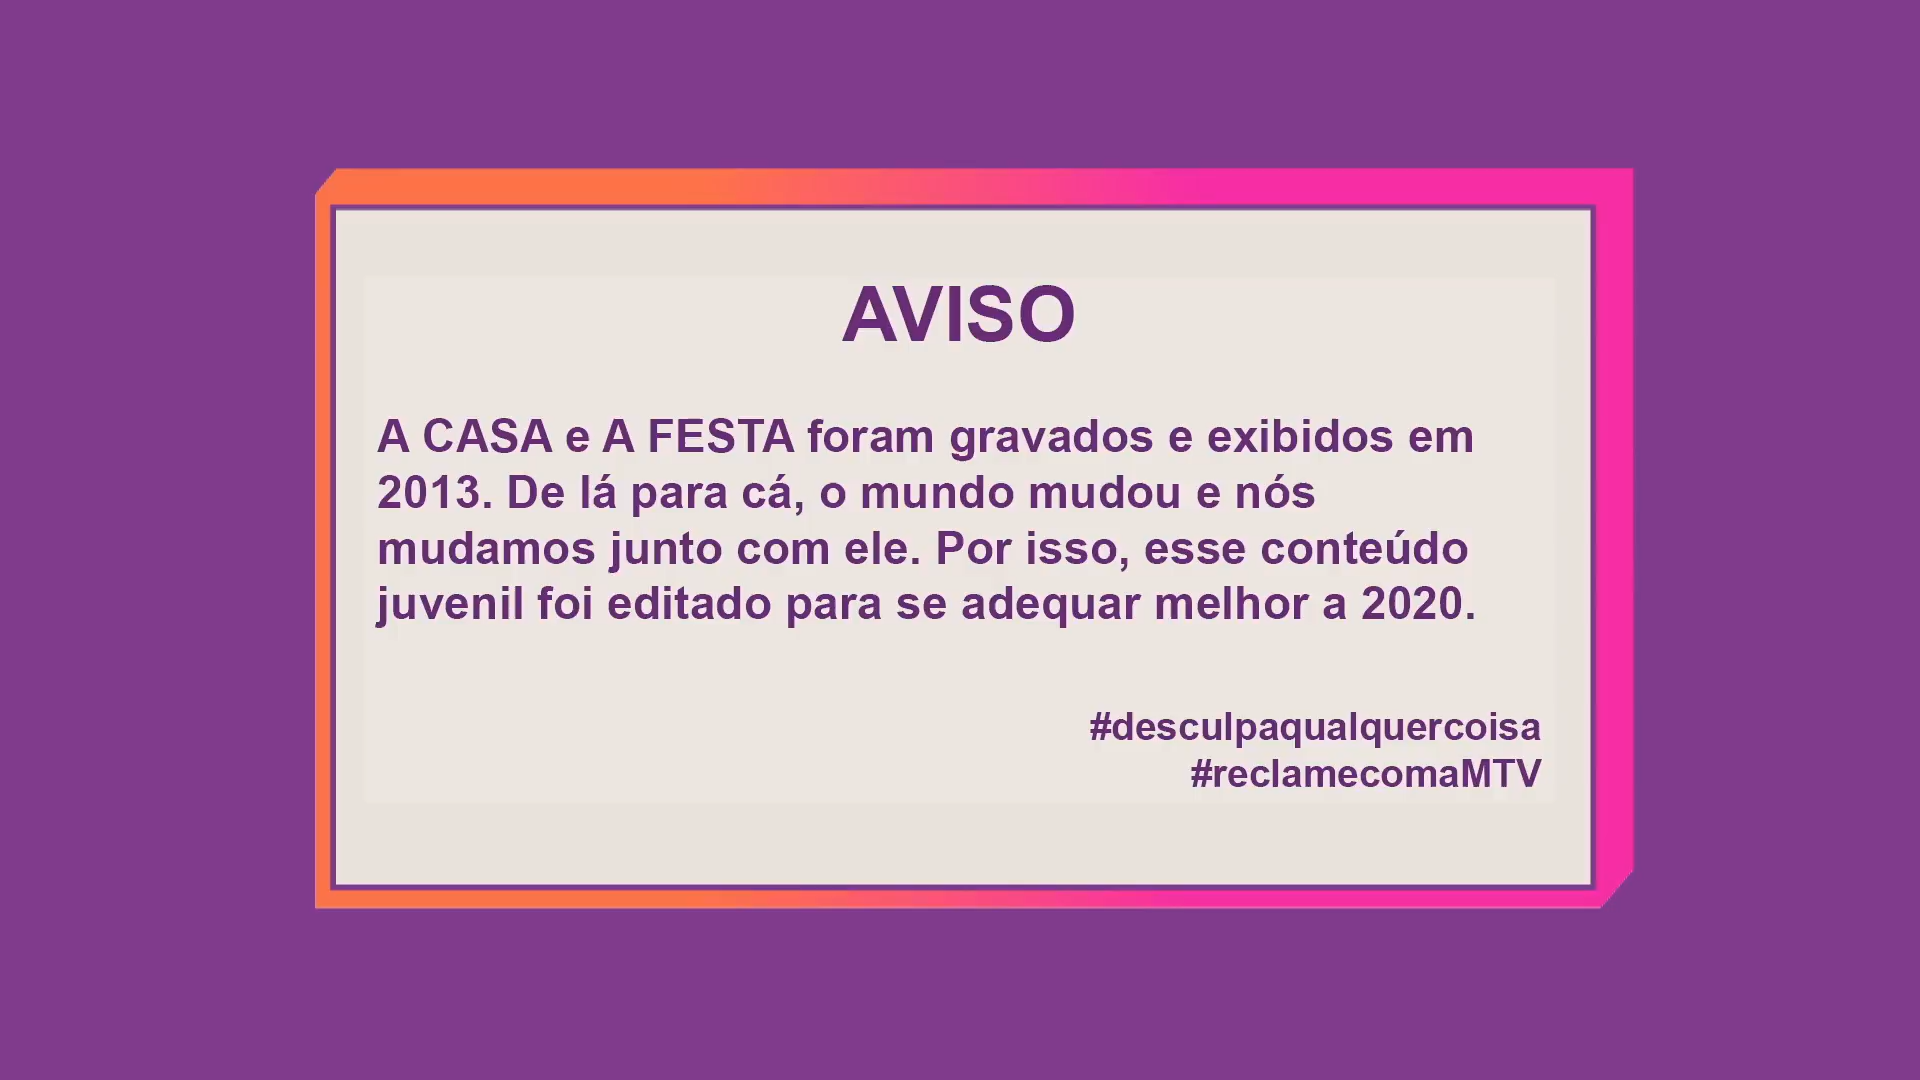 AVISO
A CASA e A FESTA foram gravados e exibidos em
2013. De lá para cá, o mundo mudou e nós
mudamos junto com ele. Por isso, esse conteúdo
juvenil foi editado para se adequar melhor a 2020.
#desculpaqualquercoisa
#reclamecomaMTV